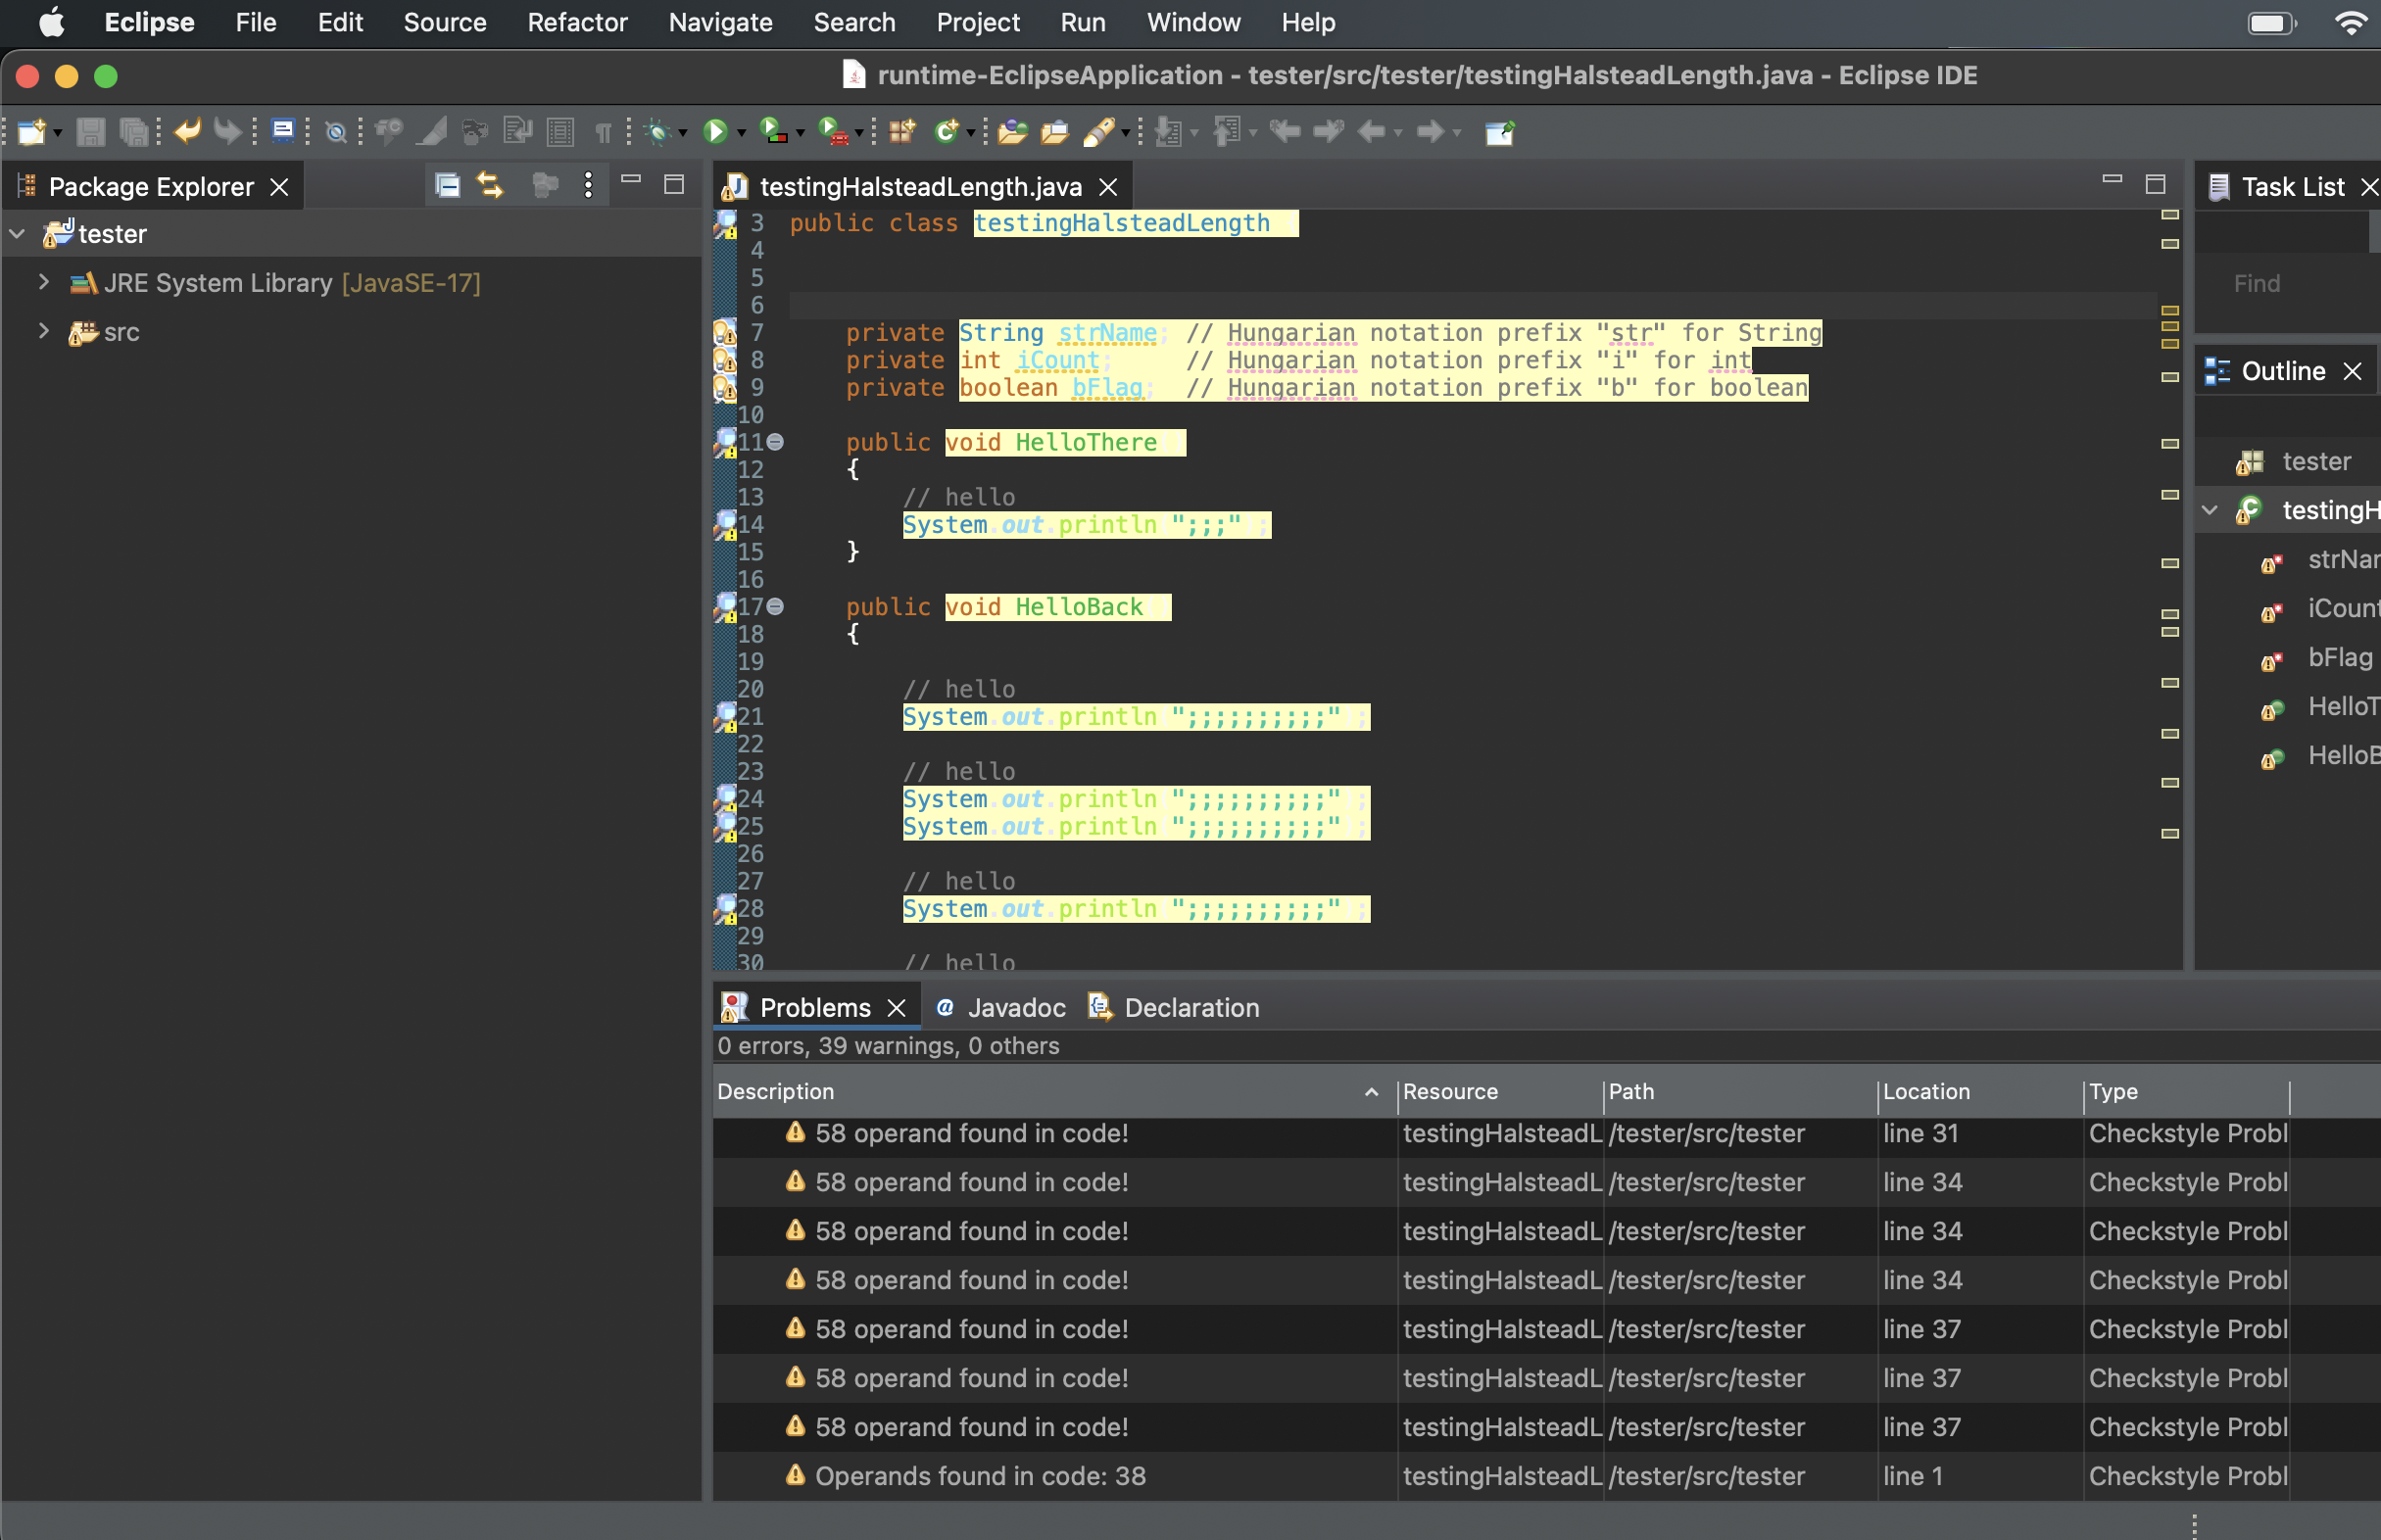 Eclipse File Edit Source Refactor Navigate Search Project Run Window Help
runtime-EclipseApplication - tester/src/tester/testingHalsteadLength.java - Eclipse IDE
Package Explorer
tester
JRE System Library [JavaSE-17]
src
testingHalsteadLength.java
3 public class testingHalsteadLength
4
5
6
7 private String strName; // Hungarian notation prefix "str" for String
8 private int iCount; // Hungarian notation prefix "i" for int
9 private boolean bFlag; // Hungarian notation prefix "b" for boolean
10
11 public void HelloThere
12 {
13 // hello
14 System.out.println(";;;");
15 }
16
17 public void HelloBack
18 {
19
20 // hello
21 System.out.println(";;;;;;;;;;");
22
23 // hello
24 System.out.println(";;;;;;;;;;");
25 System.out.println(";;;;;;;;;;");
26
27 // hello
28 System.out.println(";;;;;;;;;;");
29
30 // hello
Task List
Find
Outline
tester
testingH
strNam
iCount
bFlag
HelloT
HelloB
Problems Javadoc Declaration
0 errors, 39 warnings, 0 others
Description Resource Path Location Type
58 operand found in code! testingHalsteadL /tester/src/tester line 31 Checkstyle Probl
58 operand found in code! testingHalsteadL /tester/src/tester line 34 Checkstyle Probl
58 operand found in code! testingHalsteadL /tester/src/tester line 34 Checkstyle Probl
58 operand found in code! testingHalsteadL /tester/src/tester line 34 Checkstyle Probl
58 operand found in code! testingHalsteadL /tester/src/tester line 37 Checkstyle Probl
58 operand found in code! testingHalsteadL /tester/src/tester line 37 Checkstyle Probl
58 operand found in code! testingHalsteadL /tester/src/tester line 37 Checkstyle Probl
Operands found in code: 38 testingHalsteadL /tester/src/tester line 1 Checkstyle Probl